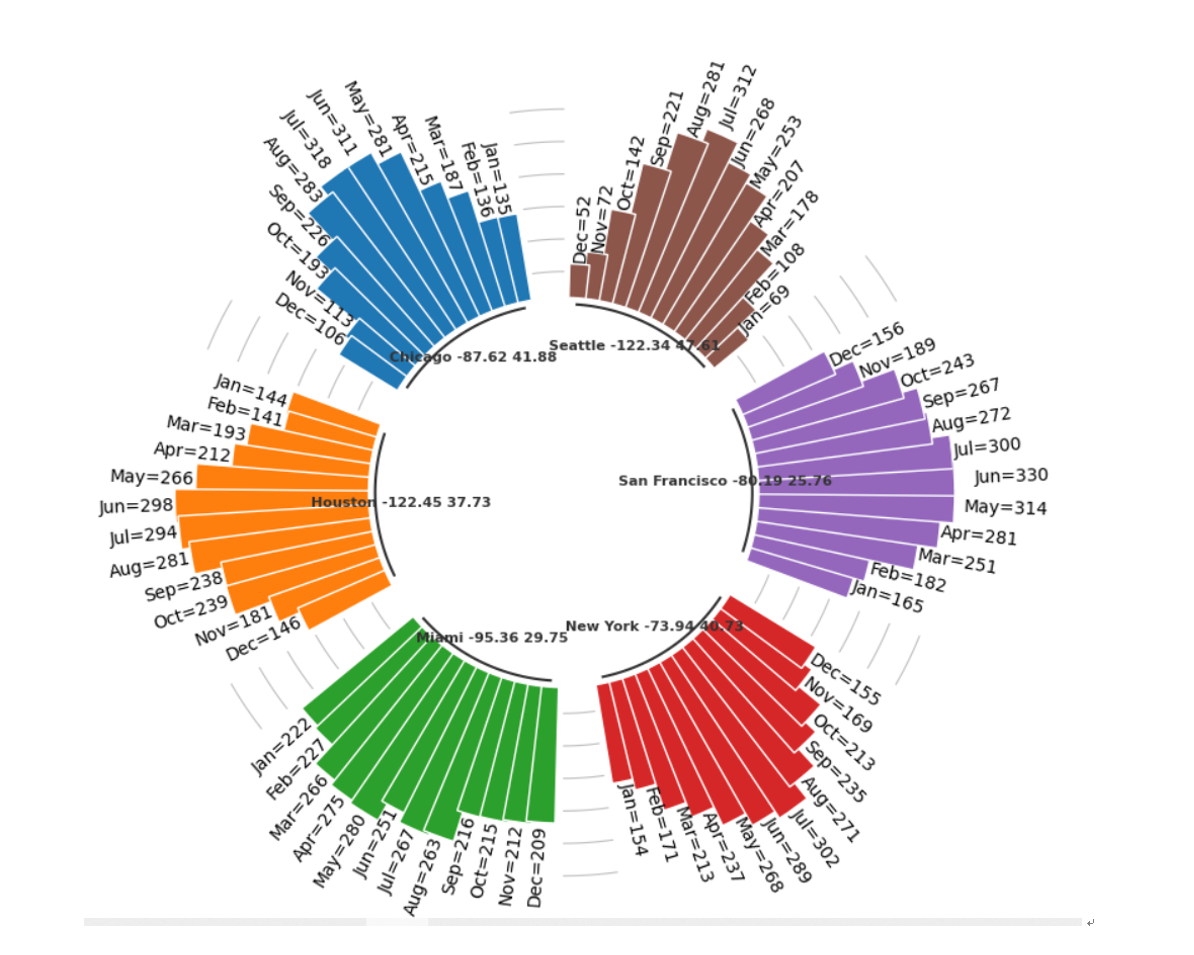 Jan=135
Feb=136
Mar=187
Apr=215
May=281
Jun=311
Jul=318
Aug=283
Sep=226
Oct=193
Nov=113
Dec=106
Chicago -87.62 41.88
Dec=52
Nov=72
Oct=142
Sep=221
Aug=281
Jul=312
Jun=268
May=253
Apr=207
Mar=178
Feb=108
Jan=69
Seattle -122.34 47.61
Dec=156
Nov=189
Oct=243
Sep=267
Aug=272
Jul=300
Jun=330
May=314
Apr=281
Mar=251
Feb=182
Jan=165
San Francisco -80.19 25.76
Jan=144
Feb=141
Mar=193
Apr=212
May=266
Jun=298
Jul=294
Aug=281
Sep=238
Oct=239
Nov=181
Dec=146
Houston -122.45 37.73
Jan=222
Feb=227
Mar=266
Apr=275
May=280
Jun=251
Jul=267
Aug=263
Sep=216
Oct=215
Nov=212
Dec=209
Miami -95.36 29.75
Jan=154
Feb=171
Mar=213
Apr=237
May=268
Jun=289
Jul=302
Aug=271
Sep=235
Oct=213
Nov=169
Dec=155
New York -73.94 40.73